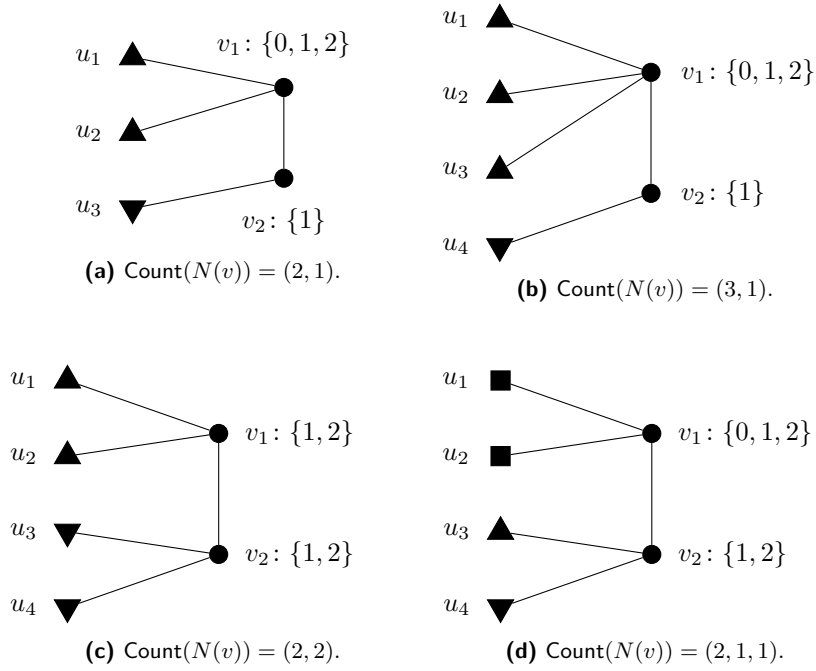 u₁
v₁: {0, 1, 2}
u₂
u₃
v₂: {1}
(a) Count(N(v)) = (2, 1).
u₁
v₁: {0, 1, 2}
u₂
u₃
v₂: {1}
u₄
(b) Count(N(v)) = (3, 1).
u₁
v₁: {1, 2}
u₂
u₃
v₂: {1, 2}
u₄
(c) Count(N(v)) = (2, 2).
u₁
v₁: {0, 1, 2}
u₂
u₃
v₂: {1, 2}
u₄
(d) Count(N(v)) = (2, 1, 1).